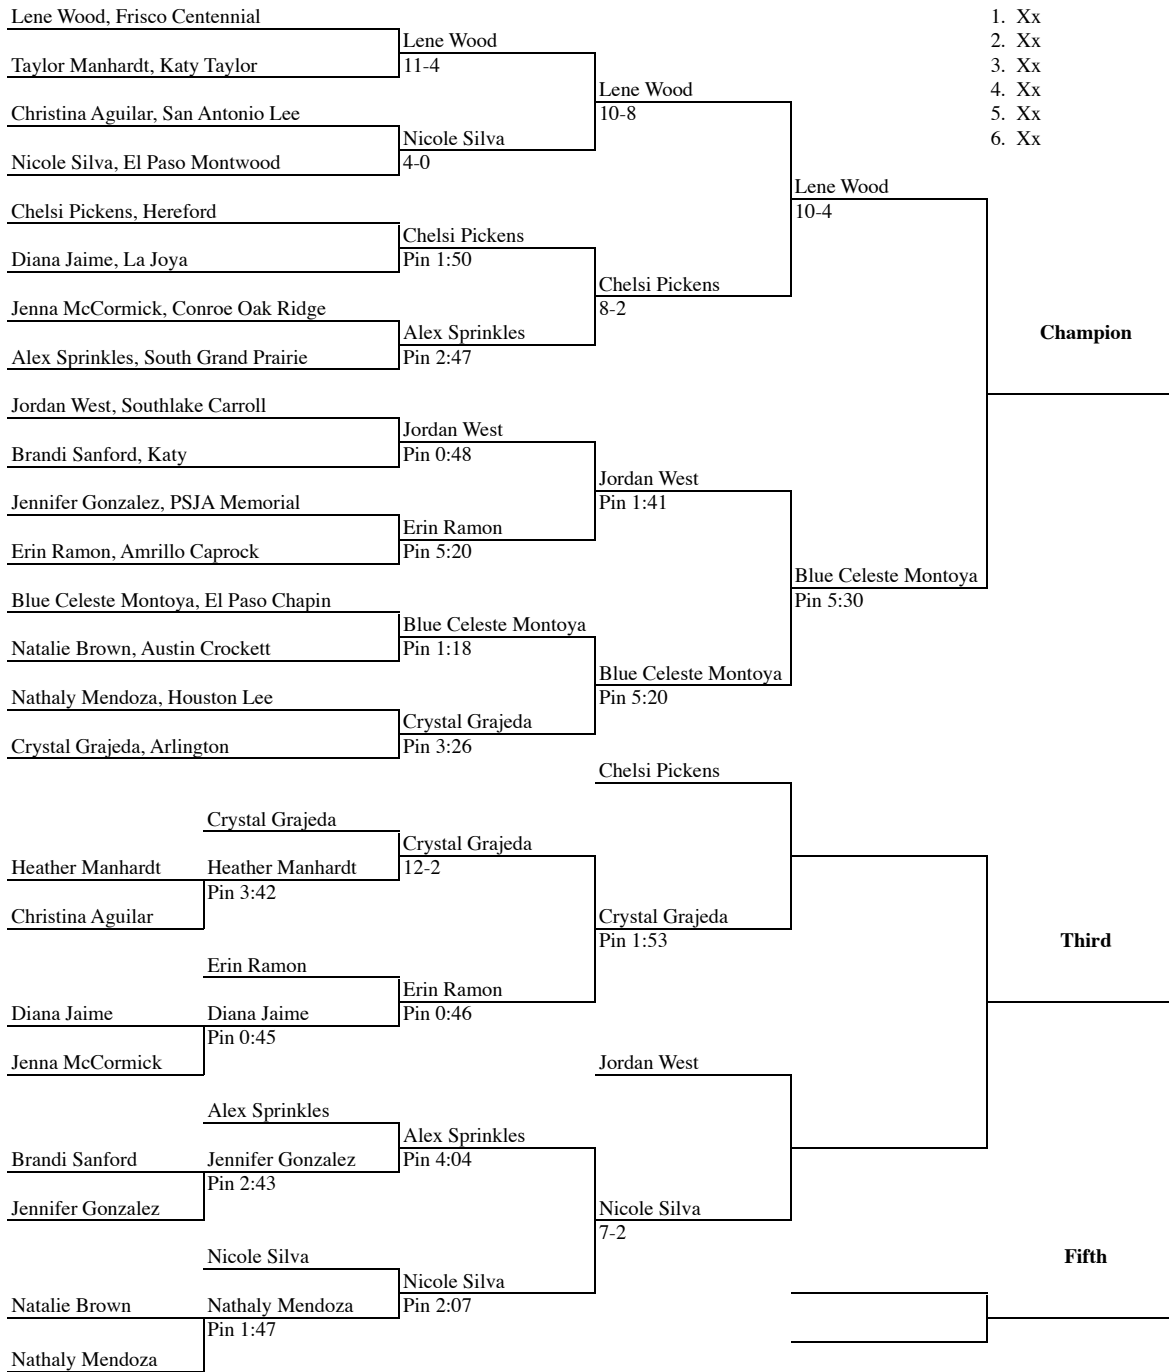 Lene Wood, Frisco Centennial
Taylor Manhardt, Katy Taylor
Christina Aguilar, San Antonio Lee
Nicole Silva, El Paso Montwood
Chelsi Pickens, Hereford
Diana Jaime, La Joya
Jenna McCormick, Conroe Oak Ridge
Alex Sprinkles, South Grand Prairie
Jordan West, Southlake Carroll
Brandi Sanford, Katy
Jennifer Gonzalez, PSJA Memorial
Erin Ramon, Amrillo Caprock
Blue Celeste Montoya, El Paso Chapin
Natalie Brown, Austin Crockett
Nathaly Mendoza, Houston Lee
Crystal Grajeda, Arlington
Lene Wood
11-4
Nicole Silva
4-0
Chelsi Pickens
Pin 1:50
Alex Sprinkles
Pin 2:47
Jordan West
Pin 0:48
Erin Ramon
Pin 5:20
Blue Celeste Montoya
Pin 1:18
Crystal Grajeda
Pin 3:26
Lene Wood
10-8
Chelsi Pickens
8-2
Jordan West
Pin 1:41
Blue Celeste Montoya
Pin 5:20
Lene Wood
10-4
Blue Celeste Montoya
Pin 5:30
1. Xx
2. Xx
3. Xx
4. Xx
5. Xx
6. Xx
Champion
Heather Manhardt
Christina Aguilar
Diana Jaime
Jenna McCormick
Brandi Sanford
Jennifer Gonzalez
Natalie Brown
Nathaly Mendoza
Crystal Grajeda
Heather Manhardt
Pin 3:42
Erin Ramon
Diana Jaime
Pin 0:45
Alex Sprinkles
Jennifer Gonzalez
Pin 2:43
Nicole Silva
Nathaly Mendoza
Pin 1:47
Crystal Grajeda
12-2
Erin Ramon
Pin 0:46
Alex Sprinkles
Pin 4:04
Nicole Silva
Pin 2:07
Chelsi Pickens
Crystal Grajeda
Pin 1:53
Jordan West
Nicole Silva
7-2
Third
Fifth